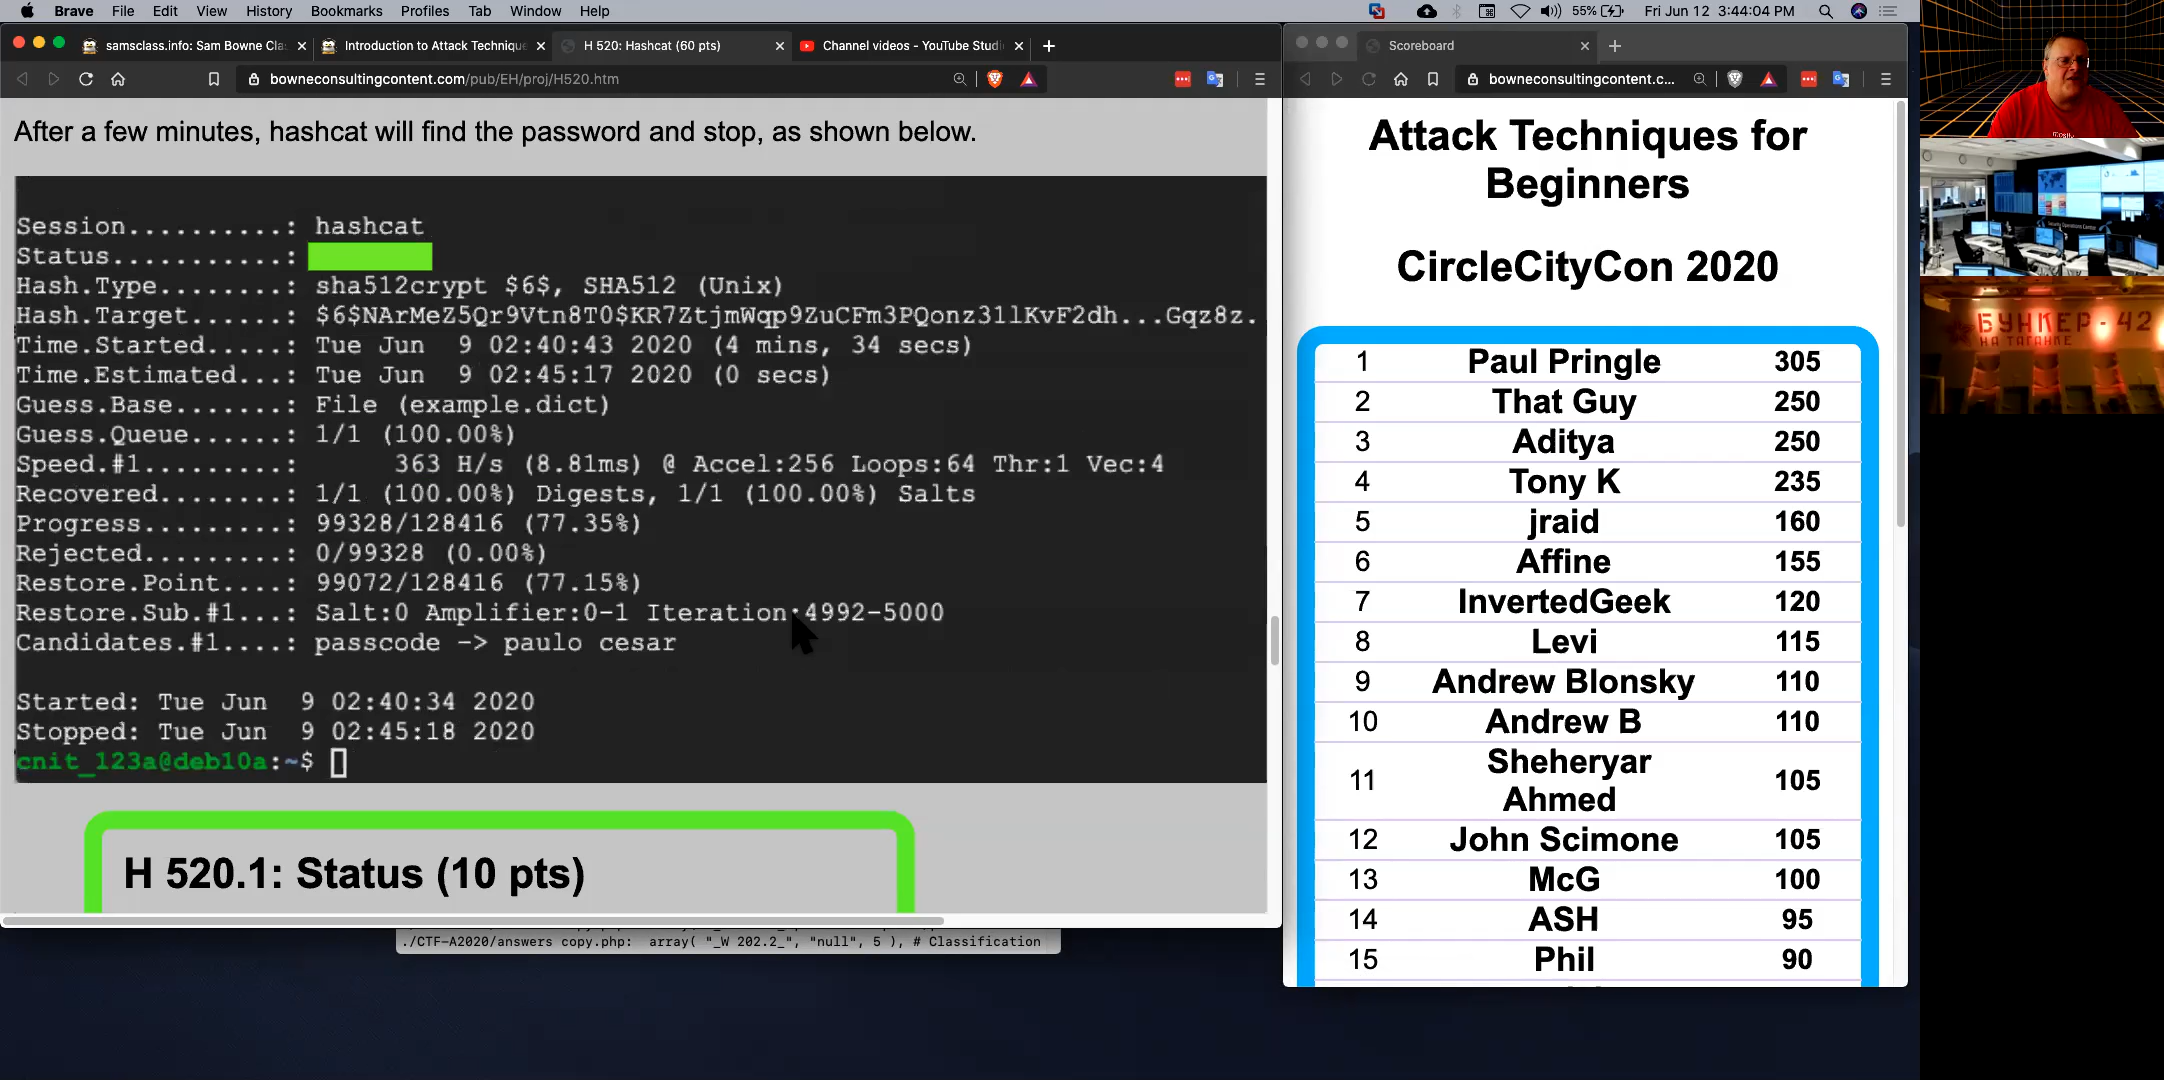 Brave File Edit View History Bookmarks Profiles Tab Window Help 55% Fri Jun 12 3:44:04 PM
samsclass.info: Sam Bowne Cla
Introduction to Attack Technique
H 520: Hashcat (60 pts)
Channel videos - YouTube Studi
bowneconsultingcontent.com/pub/EH/proj/H520.htm
After a few minutes, hashcat will find the password and stop, as shown below.
Session..........: hashcat
Status...........:
Hash.Type........: sha512crypt $6$, SHA512 (Unix)
Hash.Target......: $6$NArMeZ5Qr9Vtn8T0$KR7ZtjmWqp9ZuCFm3PQonz31lKvF2dh...Gqz8z.
Time.Started.....: Tue Jun  9 02:40:43 2020 (4 mins, 34 secs)
Time.Estimated...: Tue Jun  9 02:45:17 2020 (0 secs)
Guess.Base.......: File (example.dict)
Guess.Queue......: 1/1 (100.00%)
Speed.#1.........:      363 H/s (8.81ms) @ Accel:256 Loops:64 Thr:1 Vec:4
Recovered........: 1/1 (100.00%) Digests, 1/1 (100.00%) Salts
Progress.........: 99328/128416 (77.35%)
Rejected.........: 0/99328 (0.00%)
Restore.Point....: 99072/128416 (77.15%)
Restore.Sub.#1...: Salt:0 Amplifier:0-1 Iteration:4992-5000
Candidates.#1....: passcode -> paulo cesar
Started: Tue Jun  9 02:40:34 2020
Stopped: Tue Jun  9 02:45:18 2020
cnit_123a@deb10a:~$
H 520.1: Status (10 pts)
./CTF-A2020/answers copy.php:  array( "_W 202.2_", "null", 5 ), # Classification
Scoreboard
bowneconsultingcontent.c...
Attack Techniques for
Beginners
CircleCityCon 2020
1 Paul Pringle 305
2 That Guy 250
3 Aditya 250
4 Tony K 235
5 jraid 160
6 Affine 155
7 InvertedGeek 120
8 Levi 115
9 Andrew Blonsky 110
10 Andrew B 110
11 Sheheryar Ahmed 105
12 John Scimone 105
13 McG 100
14 ASH 95
15 Phil 90
БУНКЕР-42
НА ТАГАНКЕ